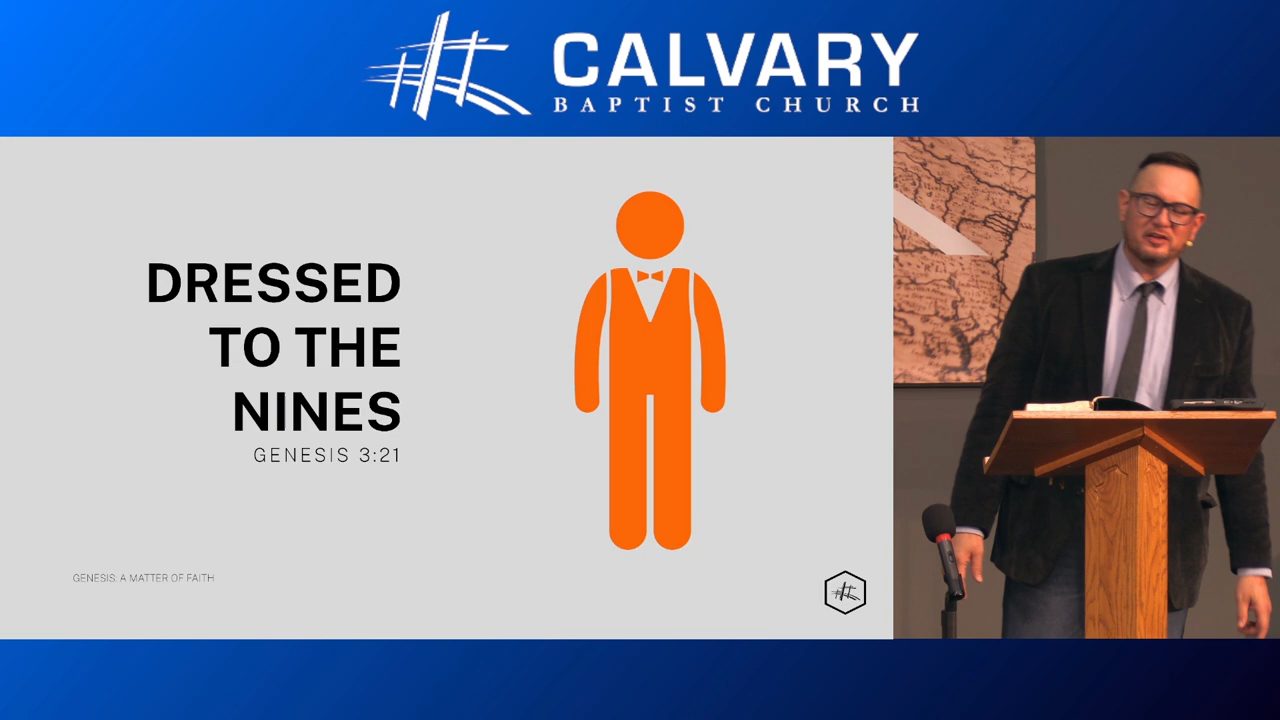 CALVARY
BAPTIST CHURCH
DRESSED
TO THE
NINES
GENESIS 3:21
GENESIS: A MATTER OF FAITH